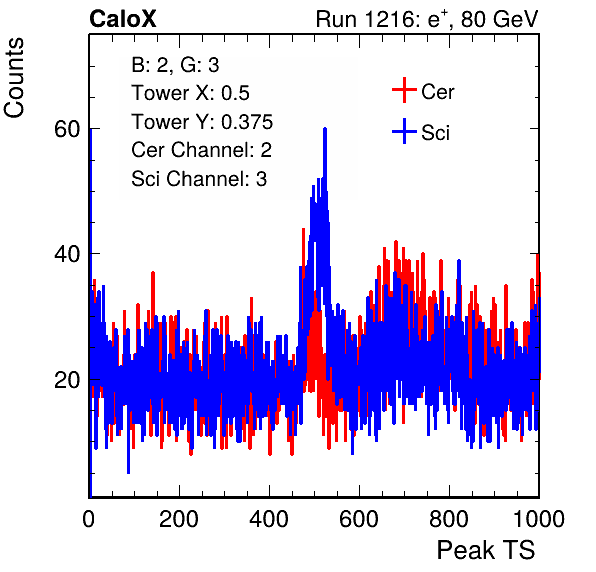 CaloX Run 1216: e⁺, 80 GeV
Counts
B: 2, G: 3
Tower X: 0.5
Tower Y: 0.375
Cer Channel: 2
Sci Channel: 3
Cer
Sci
60
40
20
0 200 400 600 800 1000
Peak TS